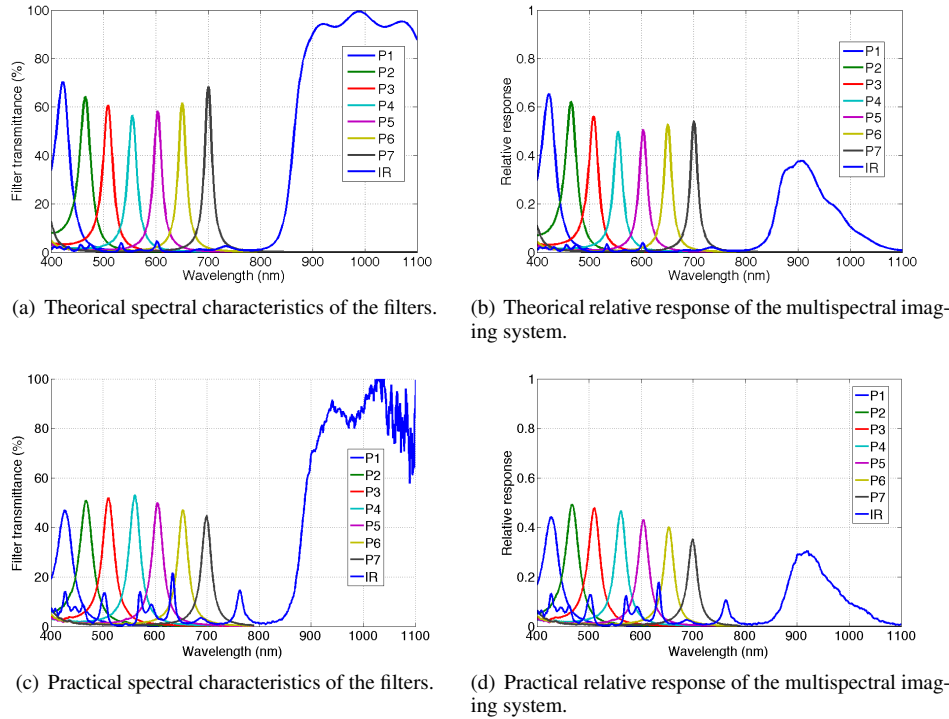 100
80
60
40
20
0
400 500 600 700 800 900 1000 1100
Filter transmittance (%)
Wavelength (nm)
P1
P2
P3
P4
P5
P6
P7
IR
(a) Theorical spectral characteristics of the filters.
1
0.8
0.6
0.4
0.2
0
400 500 600 700 800 900 1000 1100
Relative response
Wavelength (nm)
P1
P2
P3
P4
P5
P6
P7
IR
(b) Theorical relative response of the multispectral imag-
ing system.
100
80
60
40
20
0
400 500 600 700 800 900 1000 1100
Filter transmittance (%)
Wavelength (nm)
P1
P2
P3
P4
P5
P6
P7
IR
(c) Practical spectral characteristics of the filters.
1
0.8
0.6
0.4
0.2
0
400 500 600 700 800 900 1000 1100
Relative response
Wavelength (nm)
P1
P2
P3
P4
P5
P6
P7
IR
(d) Practical relative response of the multispectral imag-
ing system.